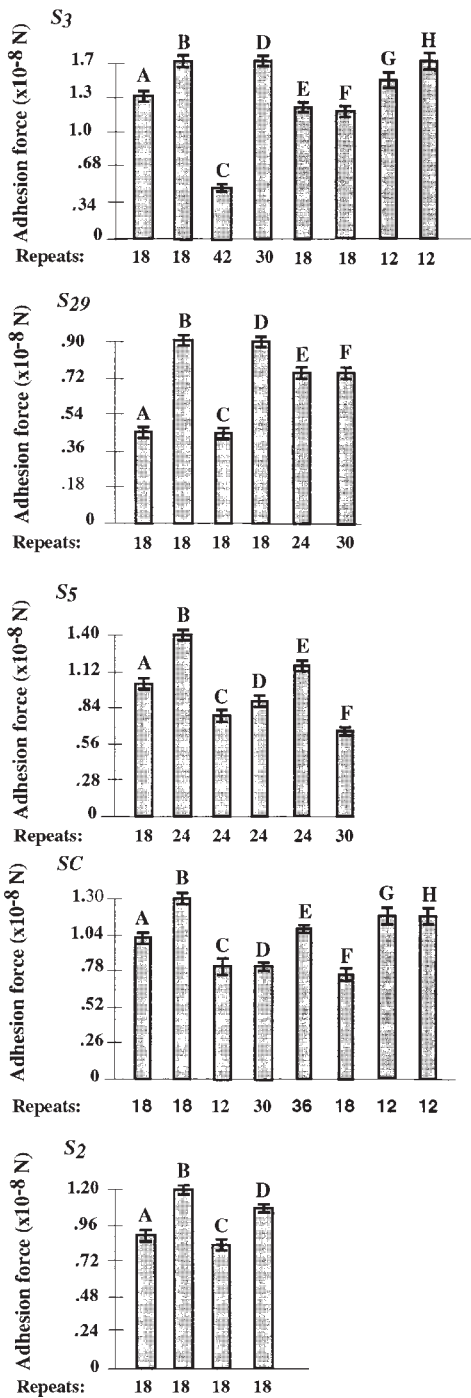 S3
Adhesion force (x10-8 N)
1.7
1.3
1.0
.68
.34
0
A B C D E F G H
Repeats: 18 18 42 30 18 18 12 12
S29
Adhesion force (x10-8 N)
.90
.72
.54
.36
.18
0
A B C D E F
Repeats: 18 18 18 18 24 30
S5
Adhesion force (x10-8 N)
1.40
1.12
.84
.56
.28
0
A B C D E F
Repeats: 18 24 24 24 24 30
SC
Adhesion force (x10-8 N)
1.30
1.04
.78
.52
.26
0
A B C D E F G H
Repeats: 18 18 12 30 36 18 12 12
S2
Adhesion force (x10-8 N)
1.20
.96
.72
.48
.24
0
A B C D
Repeats: 18 18 18 18